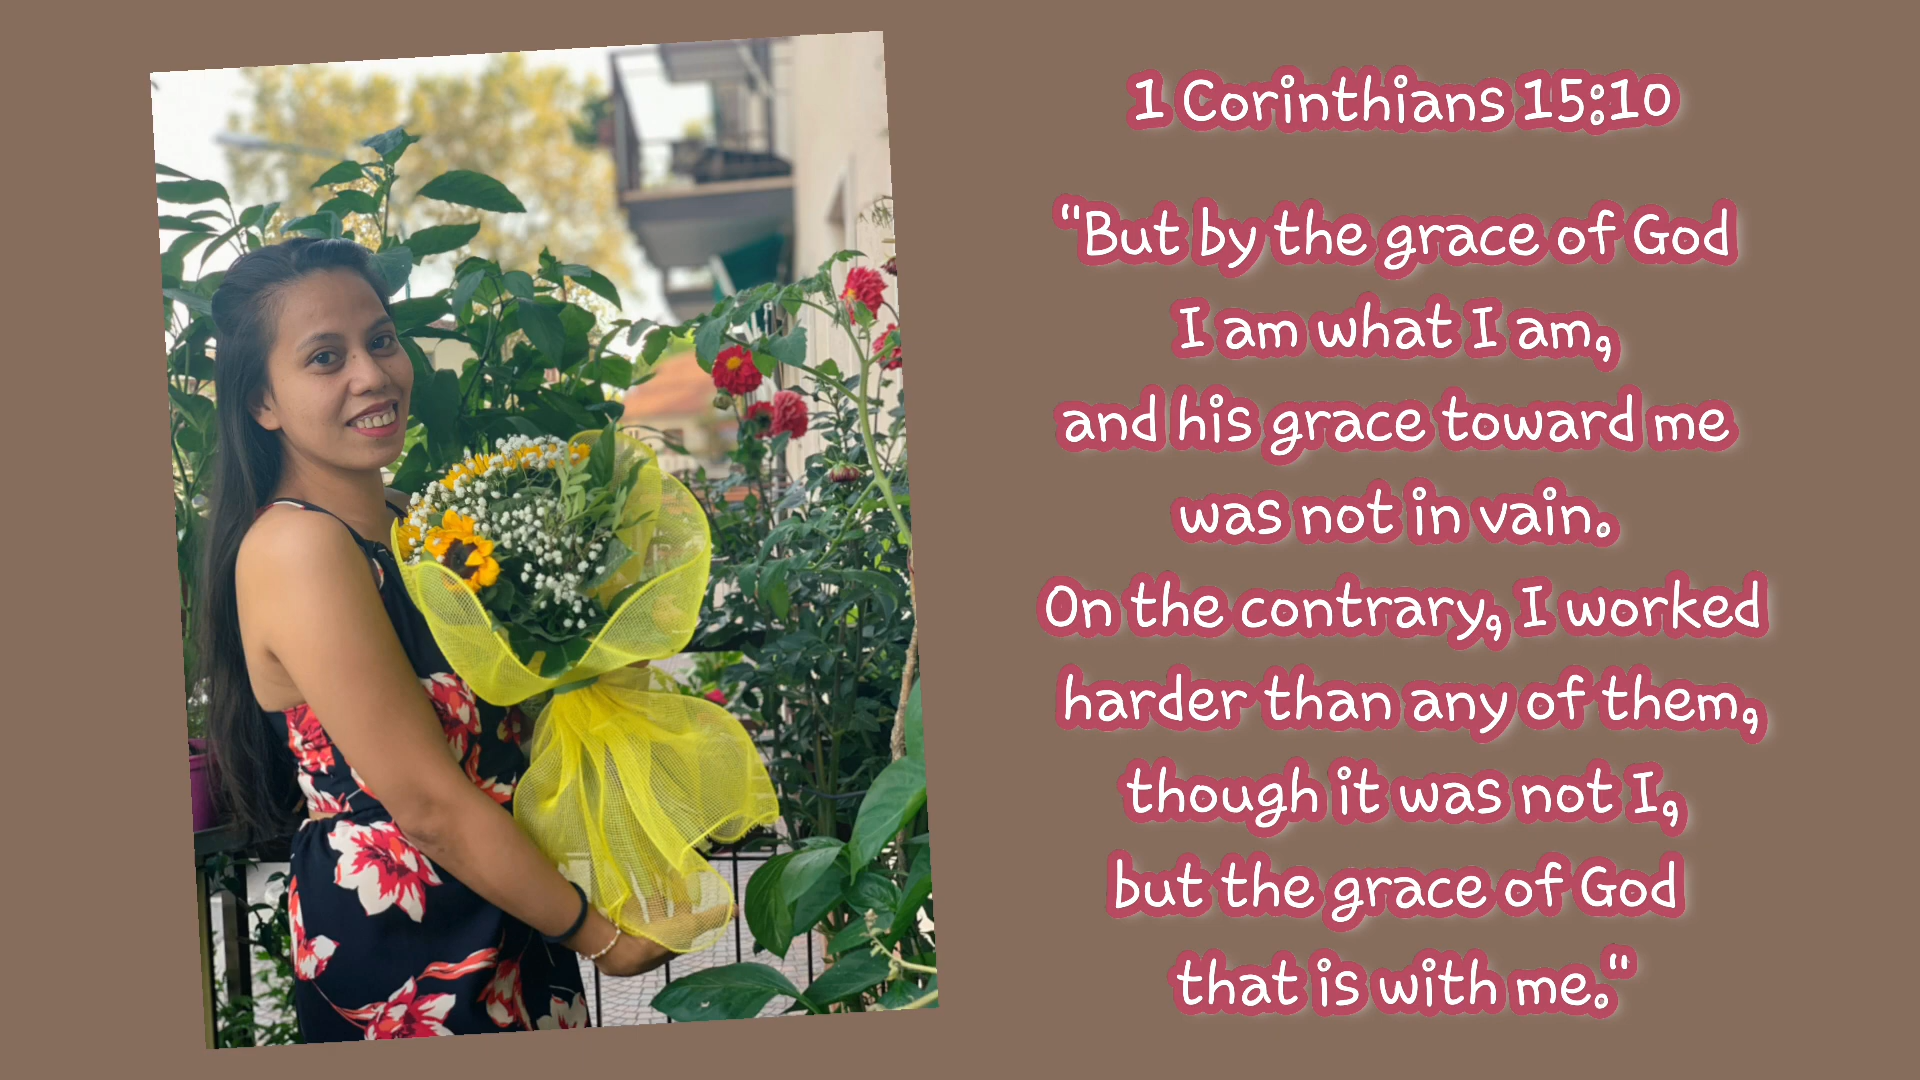 1 Corinthians 15:10
"But by the grace of God
I am what I am,
and his grace toward me
was not in vain.
On the contrary, I worked
harder than any of them,
though it was not I,
but the grace of God
that is with me."